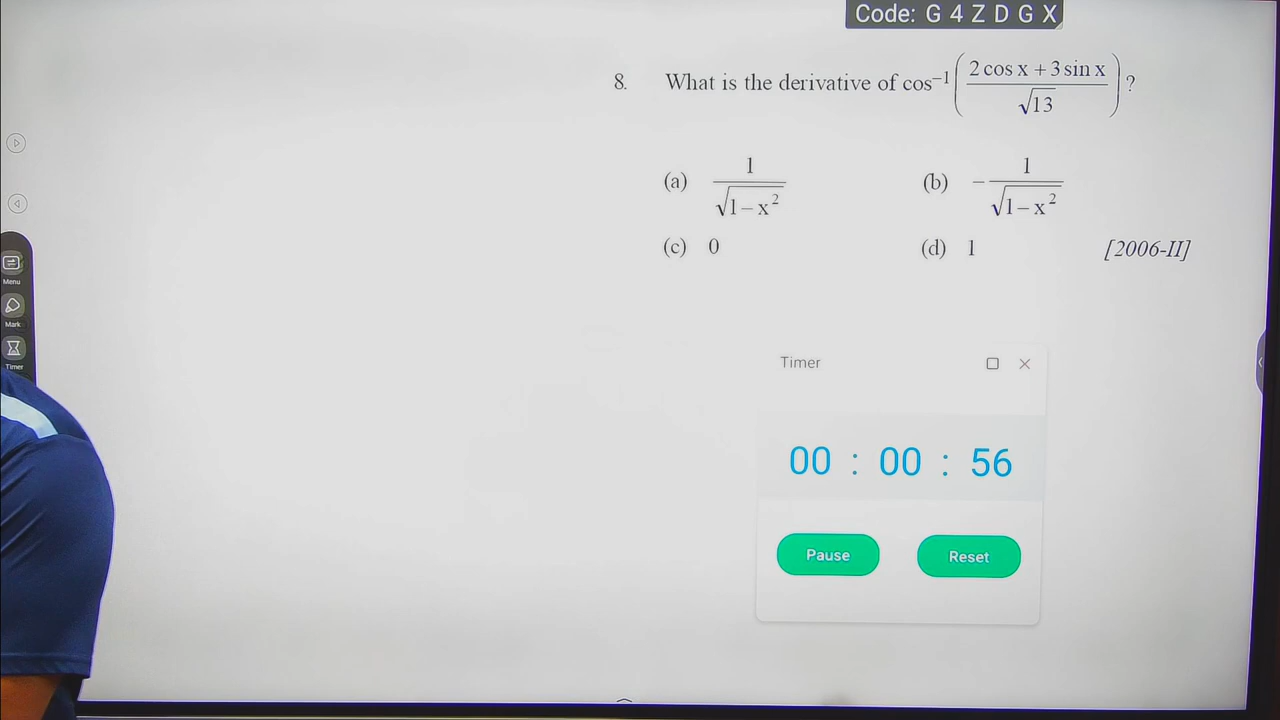 Code: G 4 Z D G X
8. What is the derivative of cos⁻¹((2 cos x + 3 sin x)/√13) ?
(a) 1/√(1 – x²) (b) – 1/√(1 – x²)
(c) 0 (d) 1 [2006-II]
Menu
Mark
Timer
Timer
00 : 00 : 56
Pause Reset